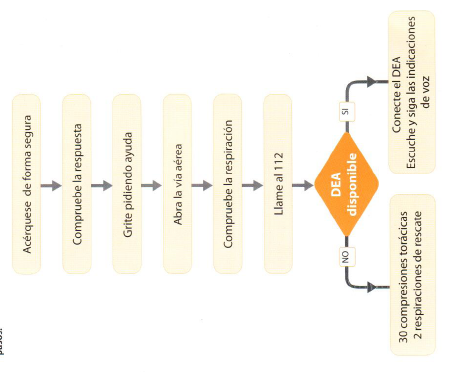 pasos:
Acérquese de forma segura
Compruebe la respuesta
Grite pidiendo ayuda
Abra la vía aérea
Compruebe la respiración
Llame al 112
DEA
disponible
NO
SI
30 compresiones torácicas
2 respiraciones de rescate
Conecte el DEA
Escuche y siga las indicaciones
de voz